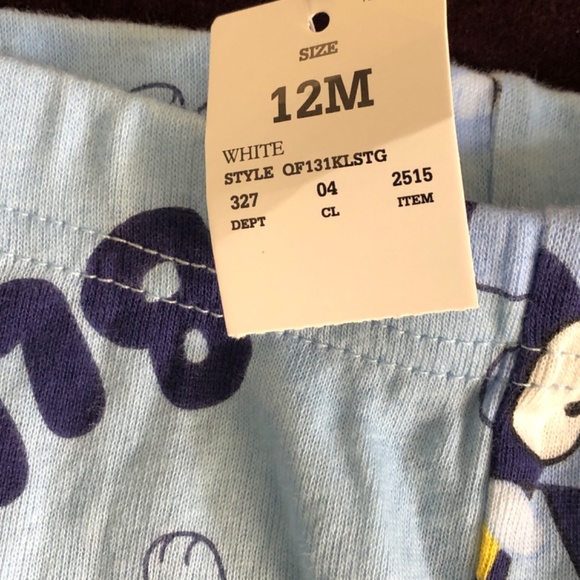 SIZE
12M
WHITE
STYLE QF131KLSTG
327 04 2515
DEPT CL ITEM